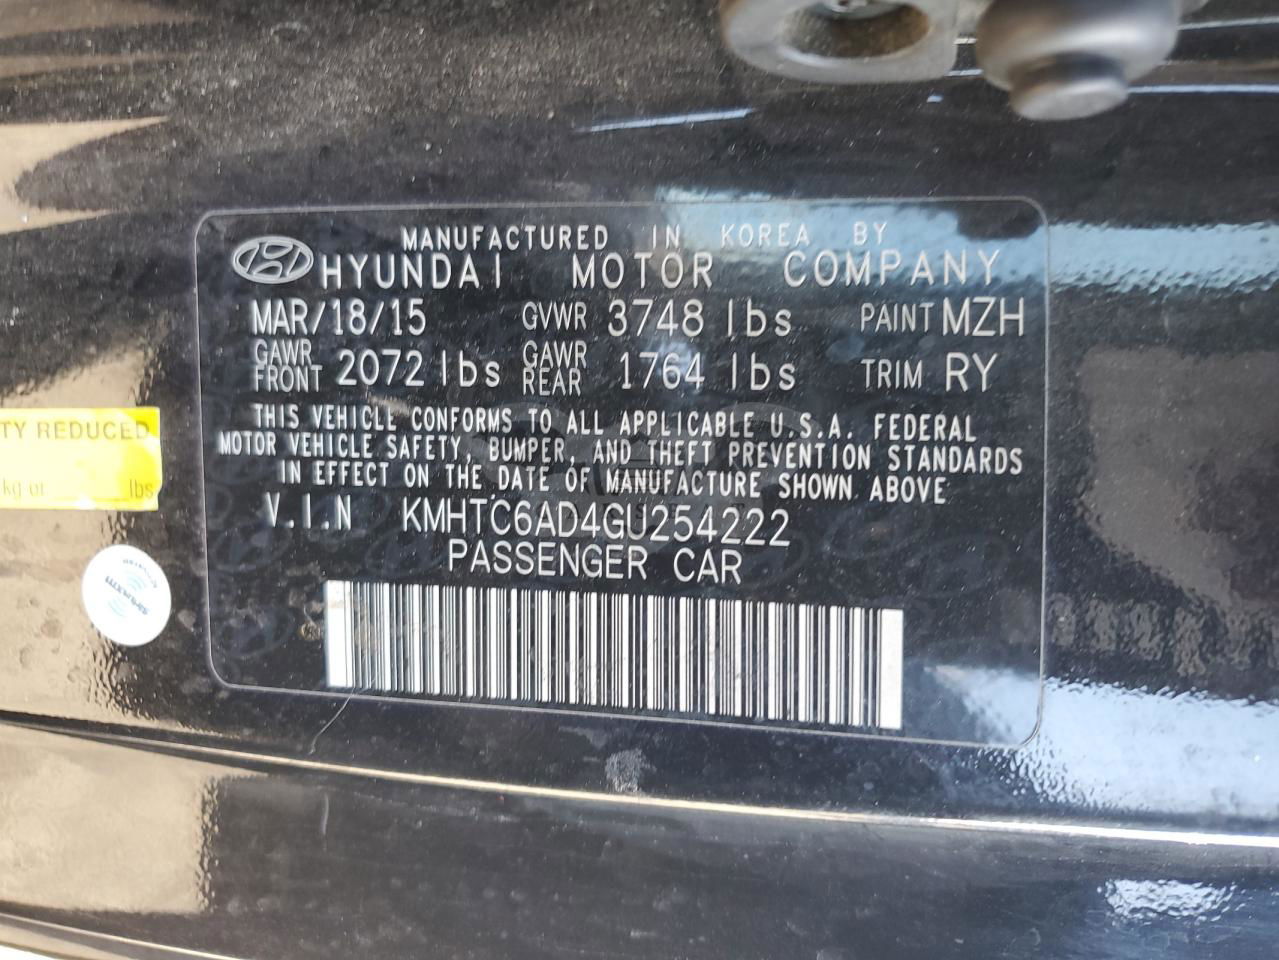 MANUFACTURED IN KOREA BY
HYUNDAI MOTOR COMPANY
MAR/18/15 GVWR 3748 lbs PAINT MZH
GAWR FRONT 2072 lbs GAWR REAR 1764 lbs TRIM RY
THIS VEHICLE CONFORMS TO ALL APPLICABLE U.S.A. FEDERAL
MOTOR VEHICLE SAFETY, BUMPER, AND THEFT PREVENTION STANDARDS
IN EFFECT ON THE DATE OF MANUFACTURE SHOWN ABOVE
V.I.N KMHTC6AD4GU254222
PASSENGER CAR
TY REDUCED
kg or lbs